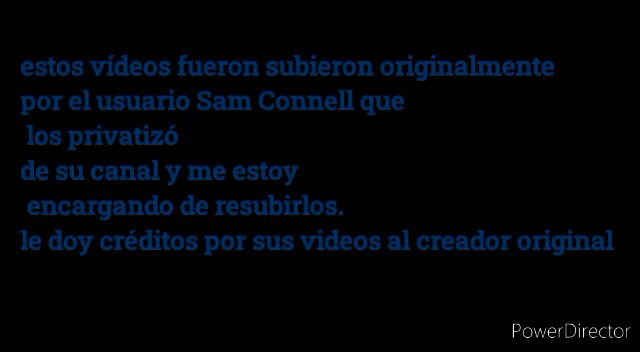 estos vídeos fueron subieron originalmente
por el usuario Sam Connell que
los privatizó
de su canal y me estoy
encargando de resubirlos.
le doy créditos por sus videos al creador original
PowerDirector